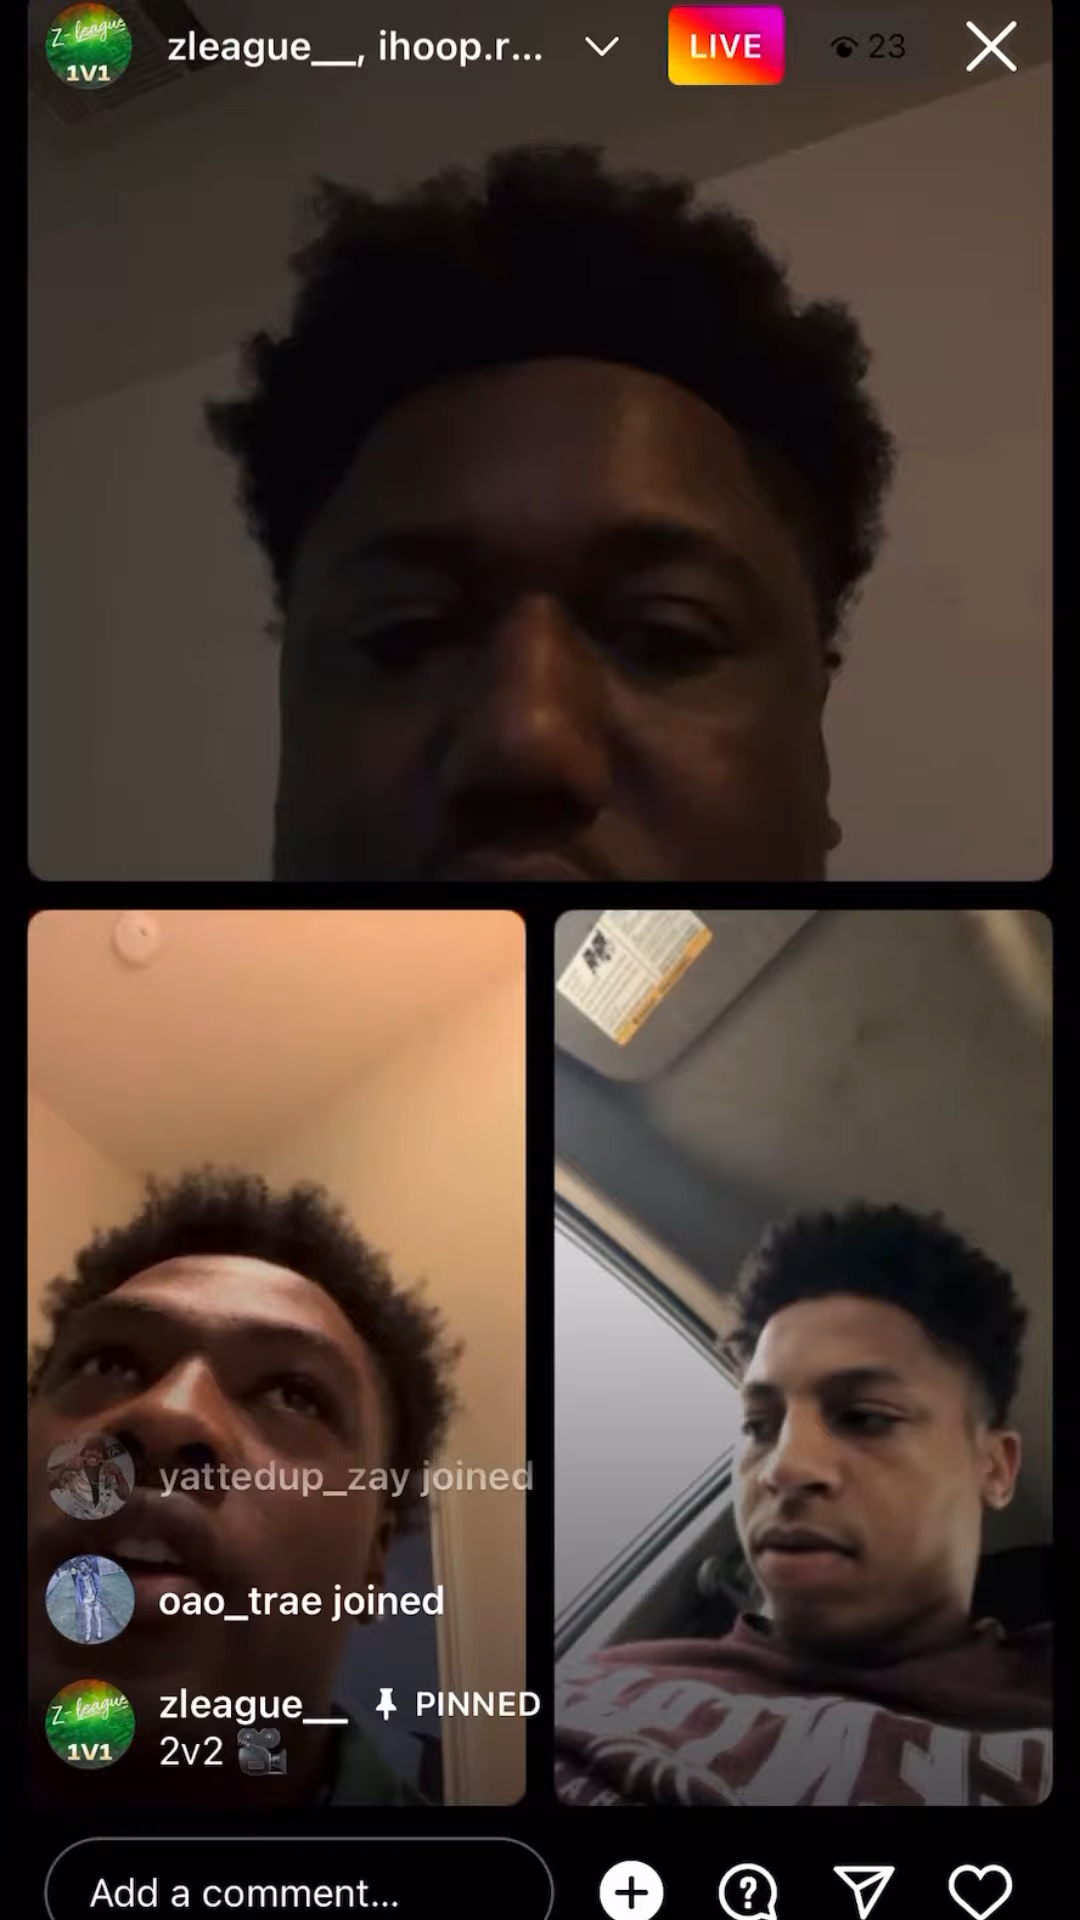 Z-league
1V1
zleague__, ihoop.r...
LIVE
23
yattedup_zay joined
oao_trae joined
Z-league
1V1
zleague__ PINNED
2v2
Add a comment...